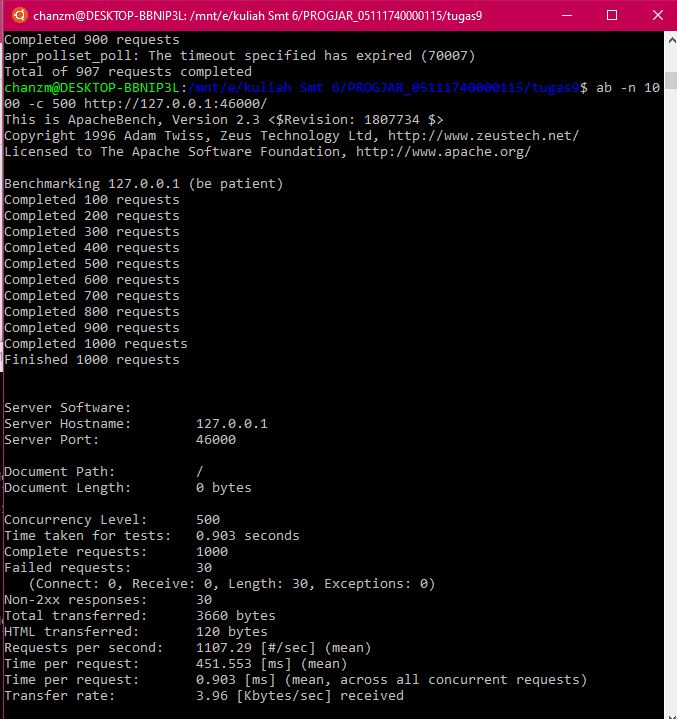 chanzm@DESKTOP-BBNIP3L: /mnt/e/kuliah Smt 6/PROGJAR_05111740000115/tugas9
Completed 900 requests
apr_pollset_poll: The timeout specified has expired (70007)
Total of 907 requests completed
chanzm@DESKTOP-BBNIP3L:/mnt/e/kuliah Smt 6/PROGJAR_05111740000115/tugas9$ ab -n 10
00 -c 500 http://127.0.0.1:46000/
This is ApacheBench, Version 2.3 <$Revision: 1807734 $>
Copyright 1996 Adam Twiss, Zeus Technology Ltd, http://www.zeustech.net/
Licensed to The Apache Software Foundation, http://www.apache.org/

Benchmarking 127.0.0.1 (be patient)
Completed 100 requests
Completed 200 requests
Completed 300 requests
Completed 400 requests
Completed 500 requests
Completed 600 requests
Completed 700 requests
Completed 800 requests
Completed 900 requests
Completed 1000 requests
Finished 1000 requests

Server Software:
Server Hostname:        127.0.0.1
Server Port:            46000

Document Path:          /
Document Length:        0 bytes

Concurrency Level:      500
Time taken for tests:   0.903 seconds
Complete requests:      1000
Failed requests:        30
   (Connect: 0, Receive: 0, Length: 30, Exceptions: 0)
Non-2xx responses:      30
Total transferred:      3660 bytes
HTML transferred:       120 bytes
Requests per second:    1107.29 [#/sec] (mean)
Time per request:       451.553 [ms] (mean)
Time per request:       0.903 [ms] (mean, across all concurrent requests)
Transfer rate:          3.96 [Kbytes/sec] received